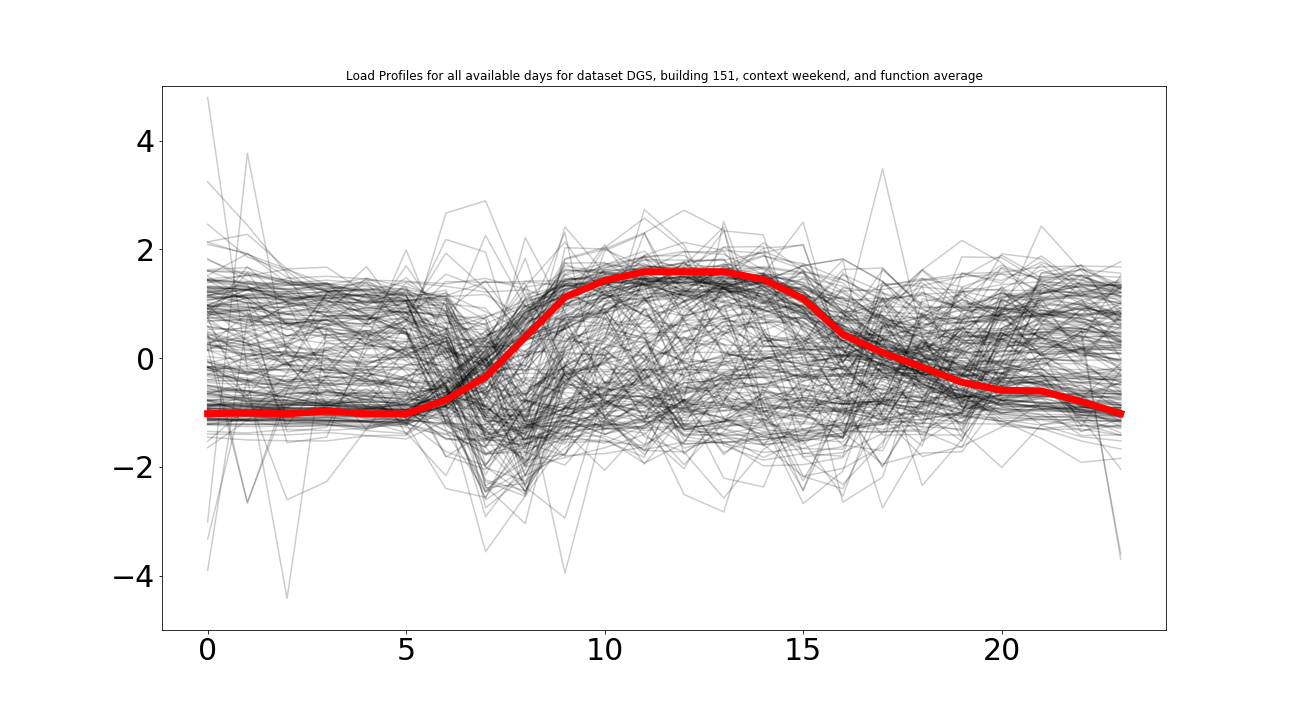 Load Profiles for all available days for dataset DGS, building 151, context weekend, and function average
4
2
0
−2
−4
0 5 10 15 20